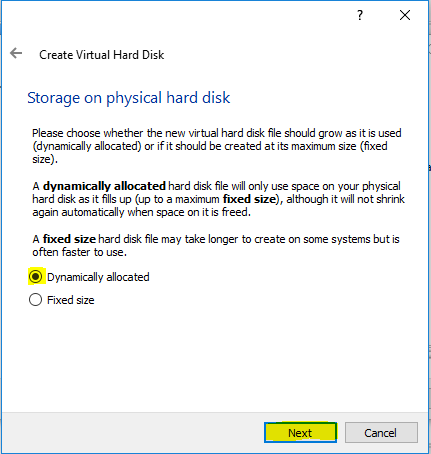 ?
Create Virtual Hard Disk
Storage on physical hard disk
Please choose whether the new virtual hard disk file should grow as it is used
(dynamically allocated) or if it should be created at its maximum size (fixed
size).
A dynamically allocated hard disk file will only use space on your physical
hard disk as it fills up (up to a maximum fixed size), although it will not shrink
again automatically when space on it is freed.
A fixed size hard disk file may take longer to create on some systems but is
often faster to use.
Dynamically allocated
Fixed size
Next Cancel